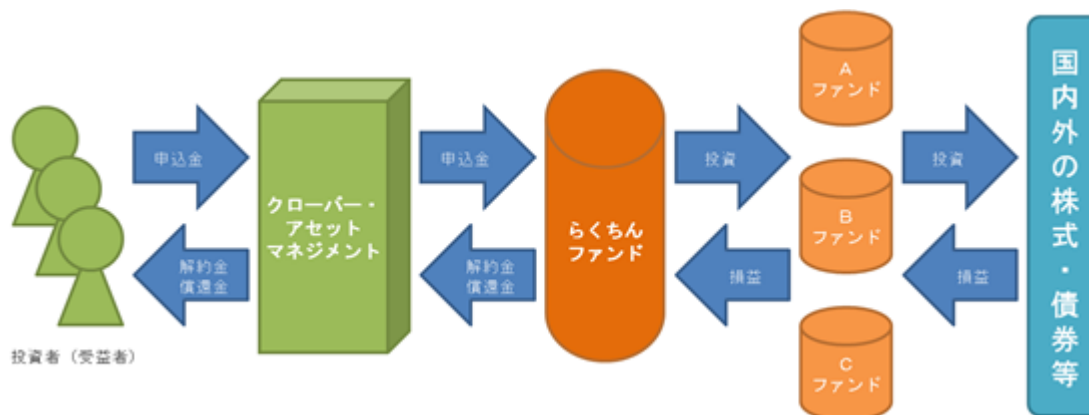 申込金
解約金
償還金
投資者（受益者）
クローバー・
アセット
マネジメント
申込金
解約金
償還金
らくちん
ファンド
投資
損益
A
ファンド
B
ファンド
C
ファンド
投資
損益
国内外の株式・債券等